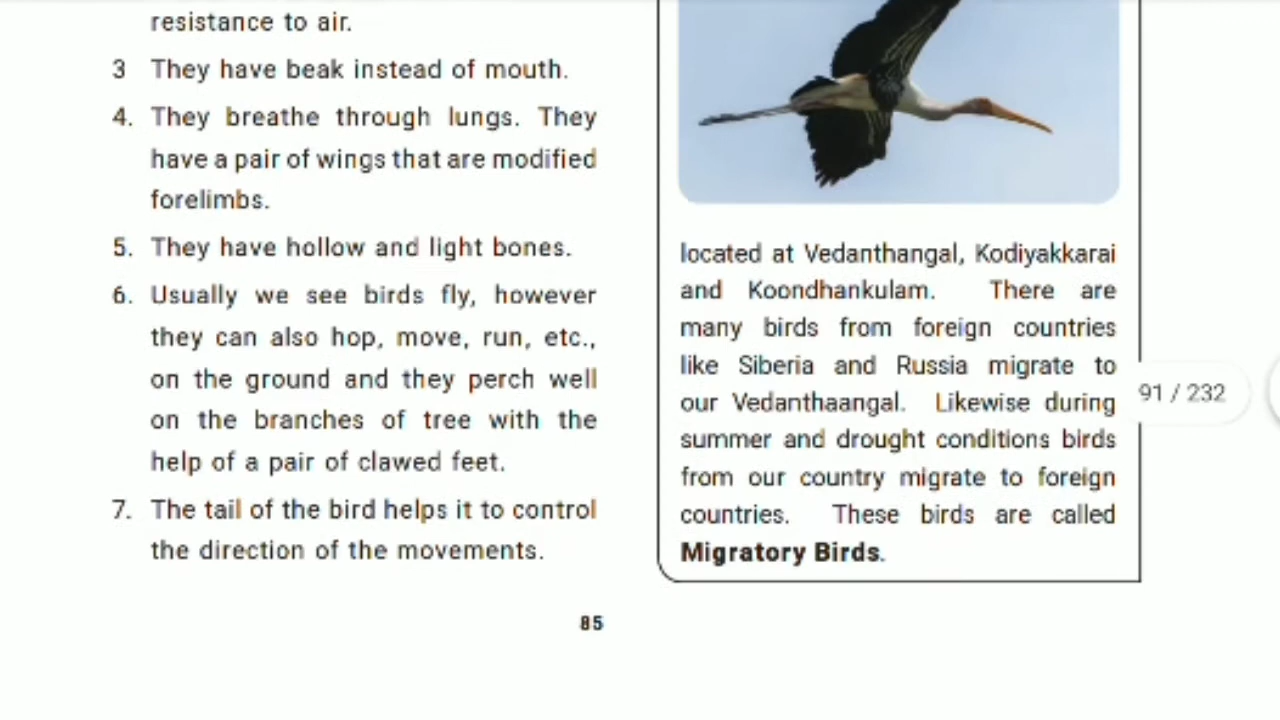 resistance to air.
3 They have beak instead of mouth.
4. They breathe through lungs. They
have a pair of wings that are modified
forelimbs.
5. They have hollow and light bones.
6. Usually we see birds fly, however
they can also hop, move, run, etc.,
on the ground and they perch well
on the branches of tree with the
help of a pair of clawed feet.
7. The tail of the bird helps it to control
the direction of the movements.
located at Vedanthangal, Kodiyakkarai
and Koondhankulam. There are
many birds from foreign countries
like Siberia and Russia migrate to
our Vedanthaangal. Likewise during
summer and drought conditions birds
from our country migrate to foreign
countries. These birds are called
Migratory Birds.
91 / 232
85